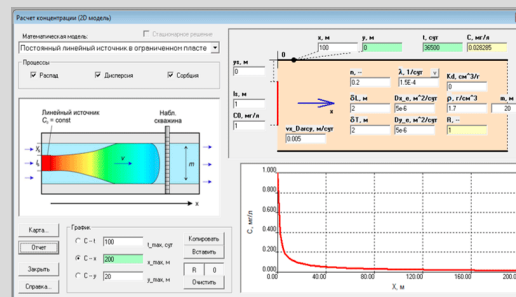 Расчет концентрации (2D модель)
Математическая модель:
Стационарное решение
Постоянный линейный источник в ограниченном пласте
Процессы
Распад
Дисперсия
Сорбция
Линейный источник
C₀ = const
Набл.
скважина
v
m
x
Карта...
Отчет
Закрыть
Справка...
График
C – t
100
t_max, сут
C – x
200
x_max, м
C – y
20
y_max, м
Копировать
Вставить
R
0
Очистить
x, м
100
y, м
0
t, сут
36500
C, мг/л
0.028285
0
yc, м
0
ls, м
1
C0, мг/л
1
n, --
0.2
λ, 1/сут
1.5E-4
Kd, см^3/г
0
δL, м
2
Dx_e, м^2/сут
5e-6
ρ, г/см^3
1.7
m, м
20
δT, м
2
Dy_e, м^2/сут
5e-6
R, --
1
x
vx_Darcy, м/сут
0.005
C, мг/л
1.000
0.800
0.600
0.400
0.200
0.000
0.00
40.00
80.00
120.00
160.00
200.0
X, м